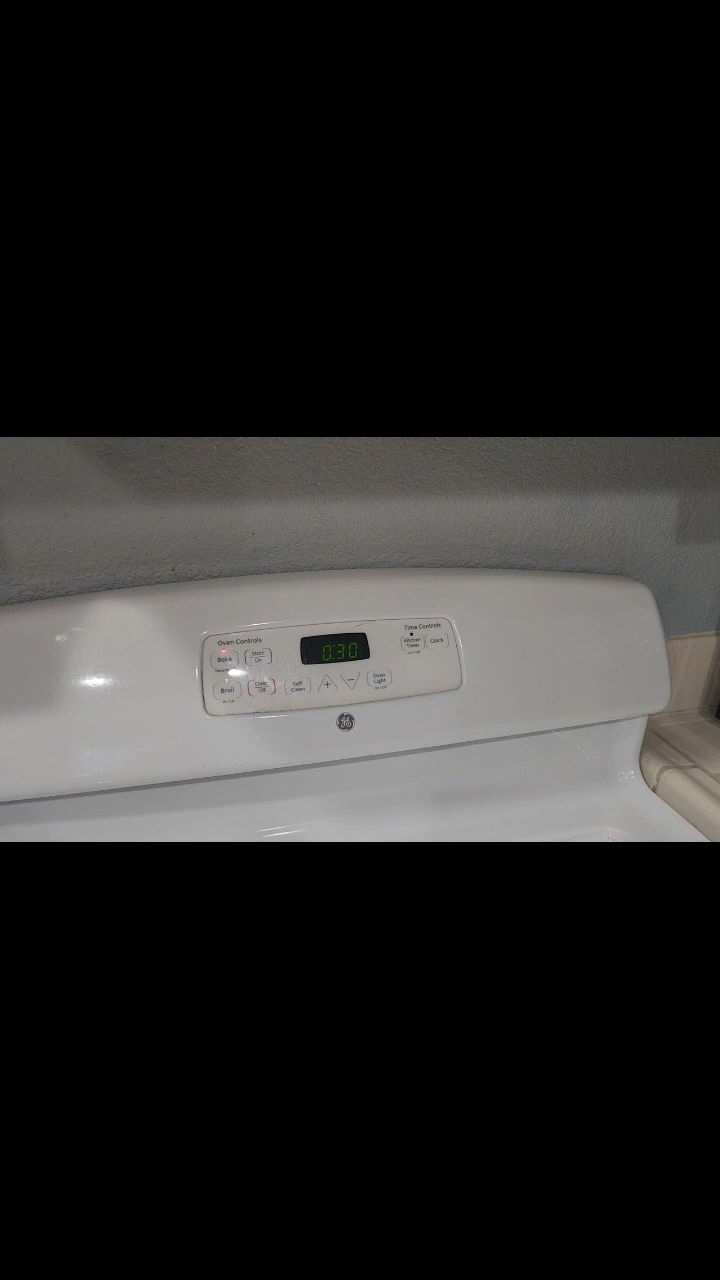 Oven Controls
Time Controls
Bake
Start
On
0:30
Kitchen
Timer
Clock
Broil
Clear
Off
Self
Clean
+
-
Oven
Light
GE